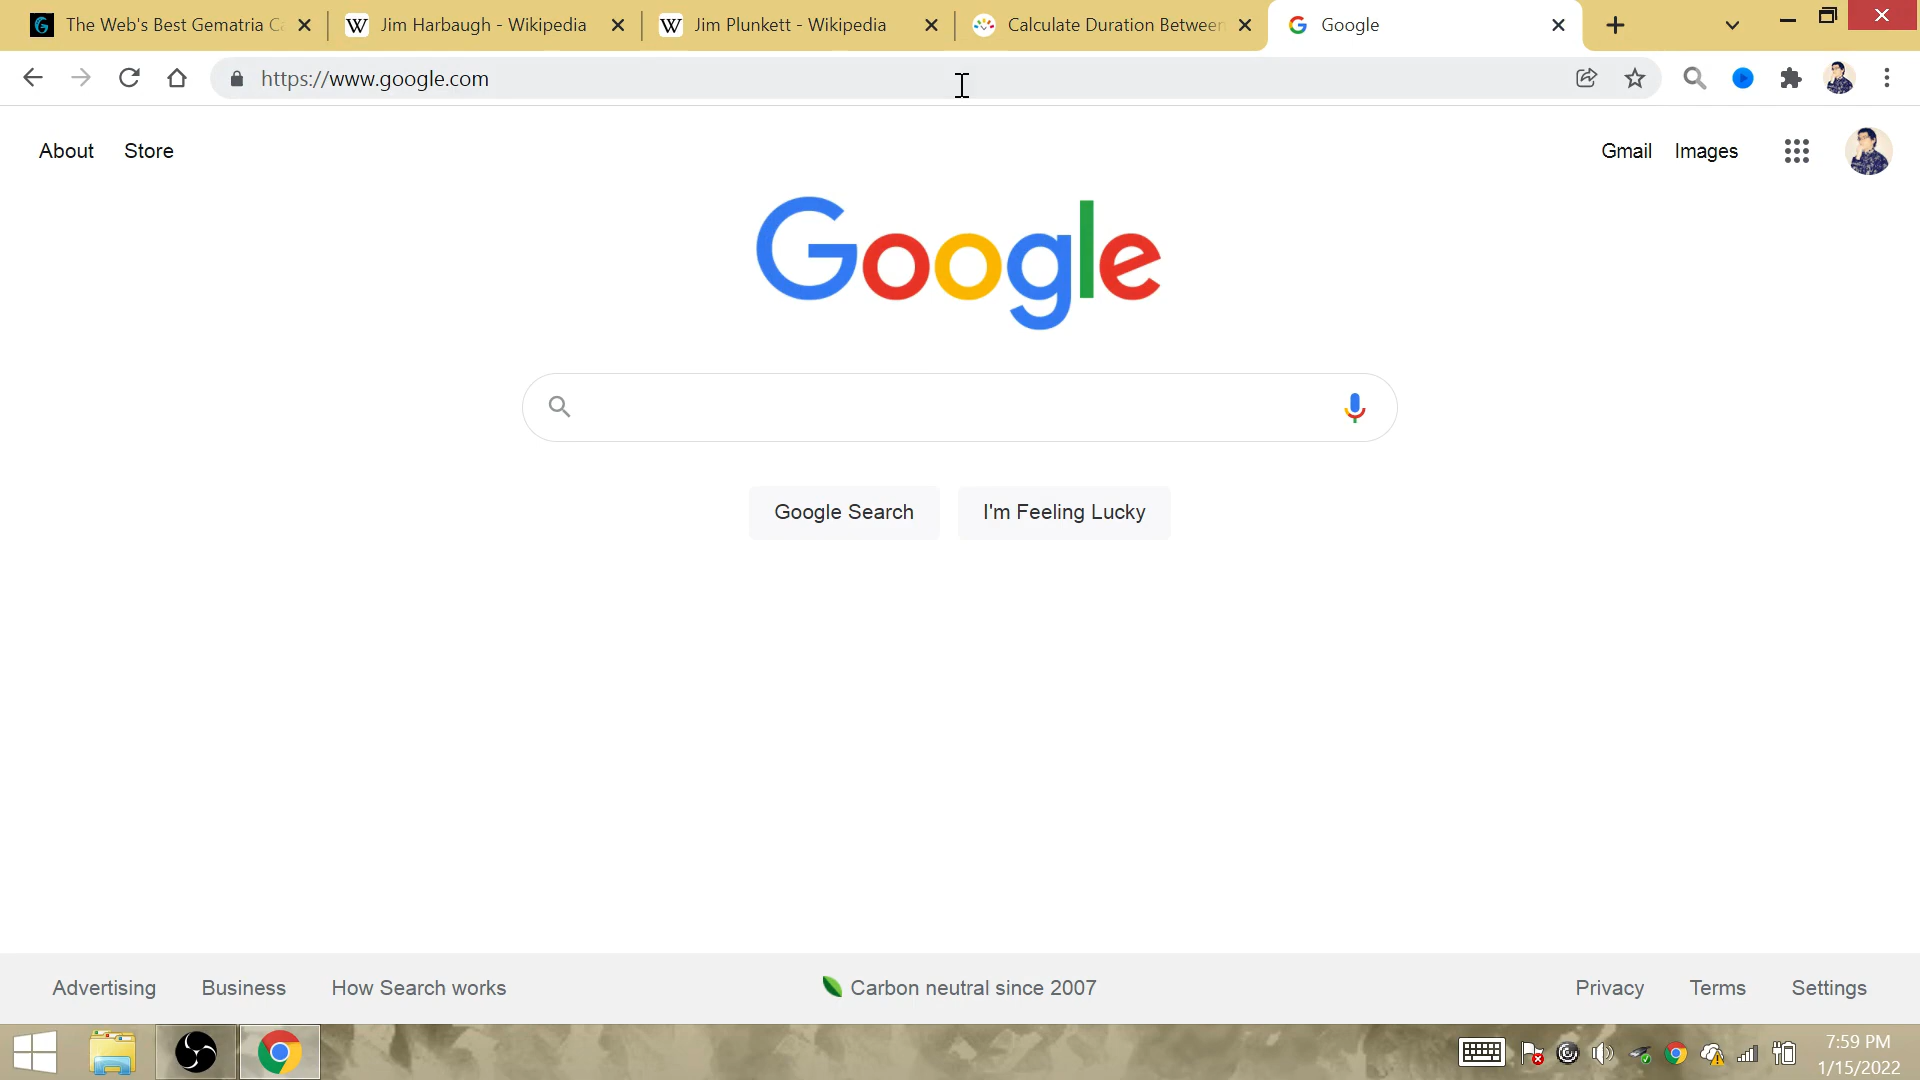 The Web's Best Gematria Ca
Jim Harbaugh - Wikipedia
Jim Plunkett - Wikipedia
Calculate Duration Between
Google
https://www.google.com
About
Store
Gmail
Images
Google
Google Search
I'm Feeling Lucky
Advertising
Business
How Search works
Carbon neutral since 2007
Privacy
Terms
Settings
7:59 PM
1/15/2022